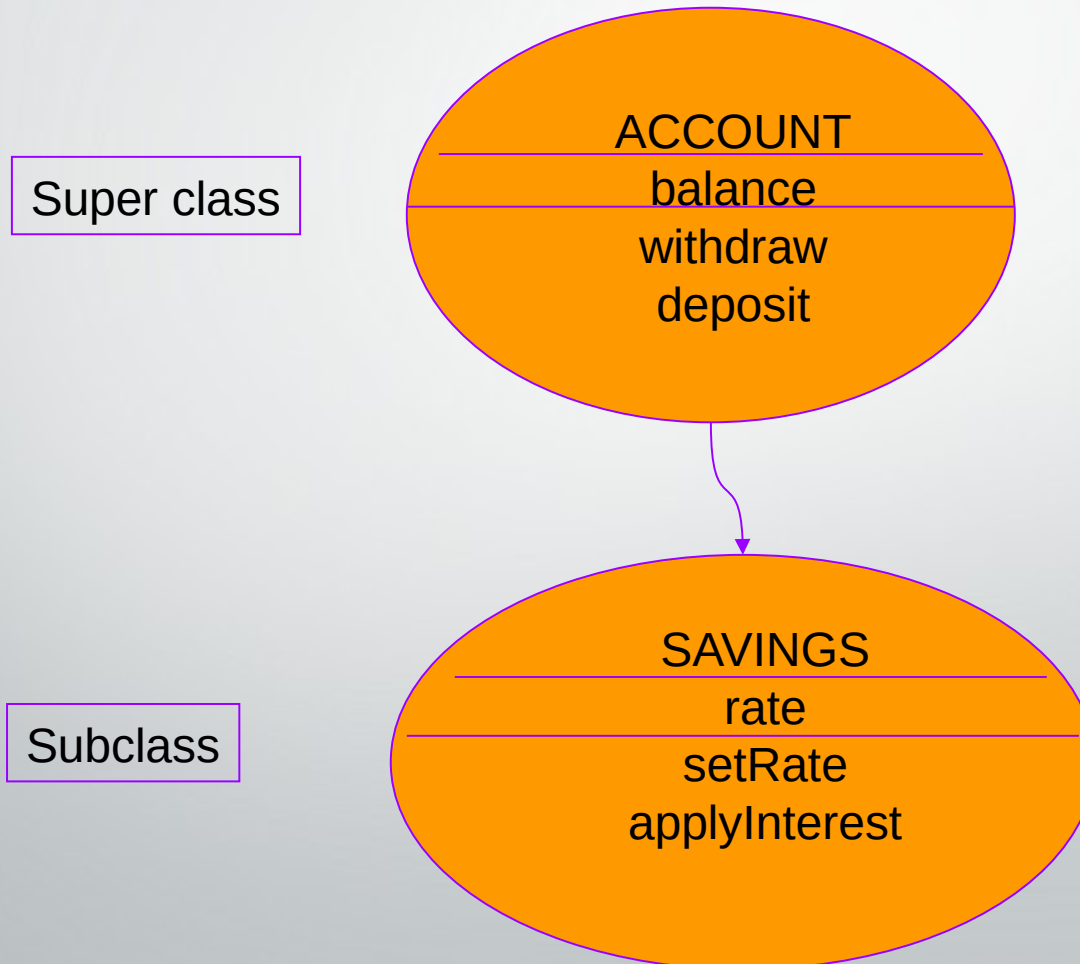 Super class
ACCOUNT
balance
withdraw
deposit
Subclass
SAVINGS
rate
setRate
applyInterest